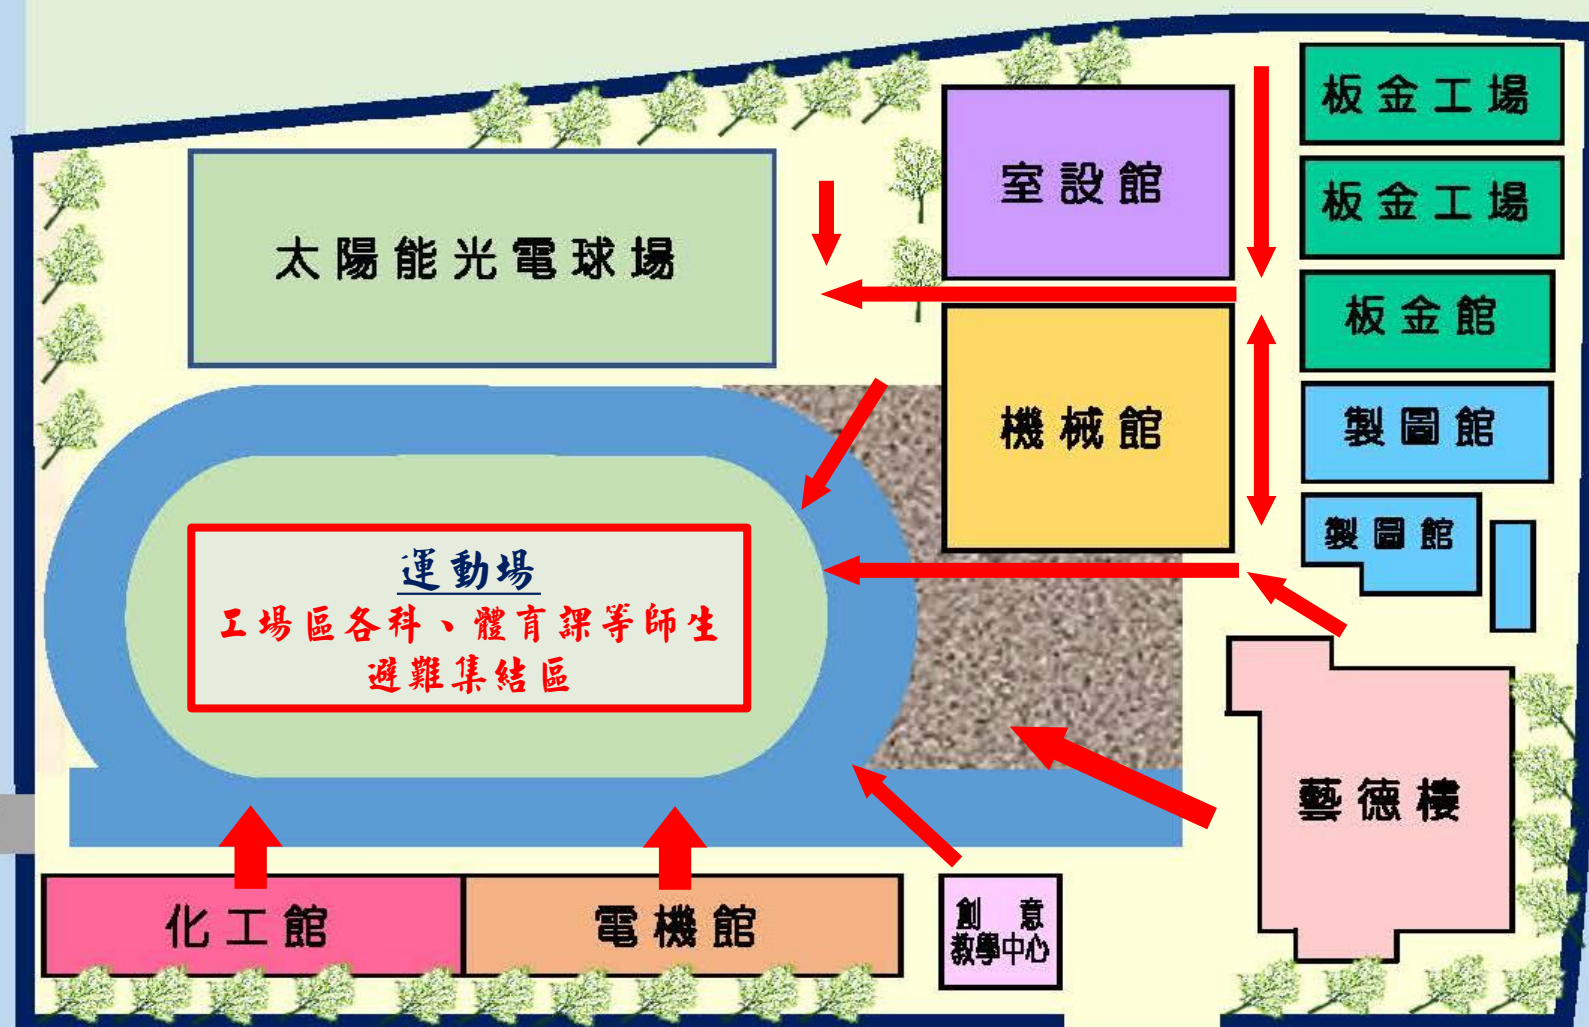 板金工場
室設館
板金工場
太陽能光電球場
板金館
機械館
製圖館
製圖館
運動場
工場區各科、體育課等師生
避難集結區
藝德樓
化工館
電機館
創意
教學中心